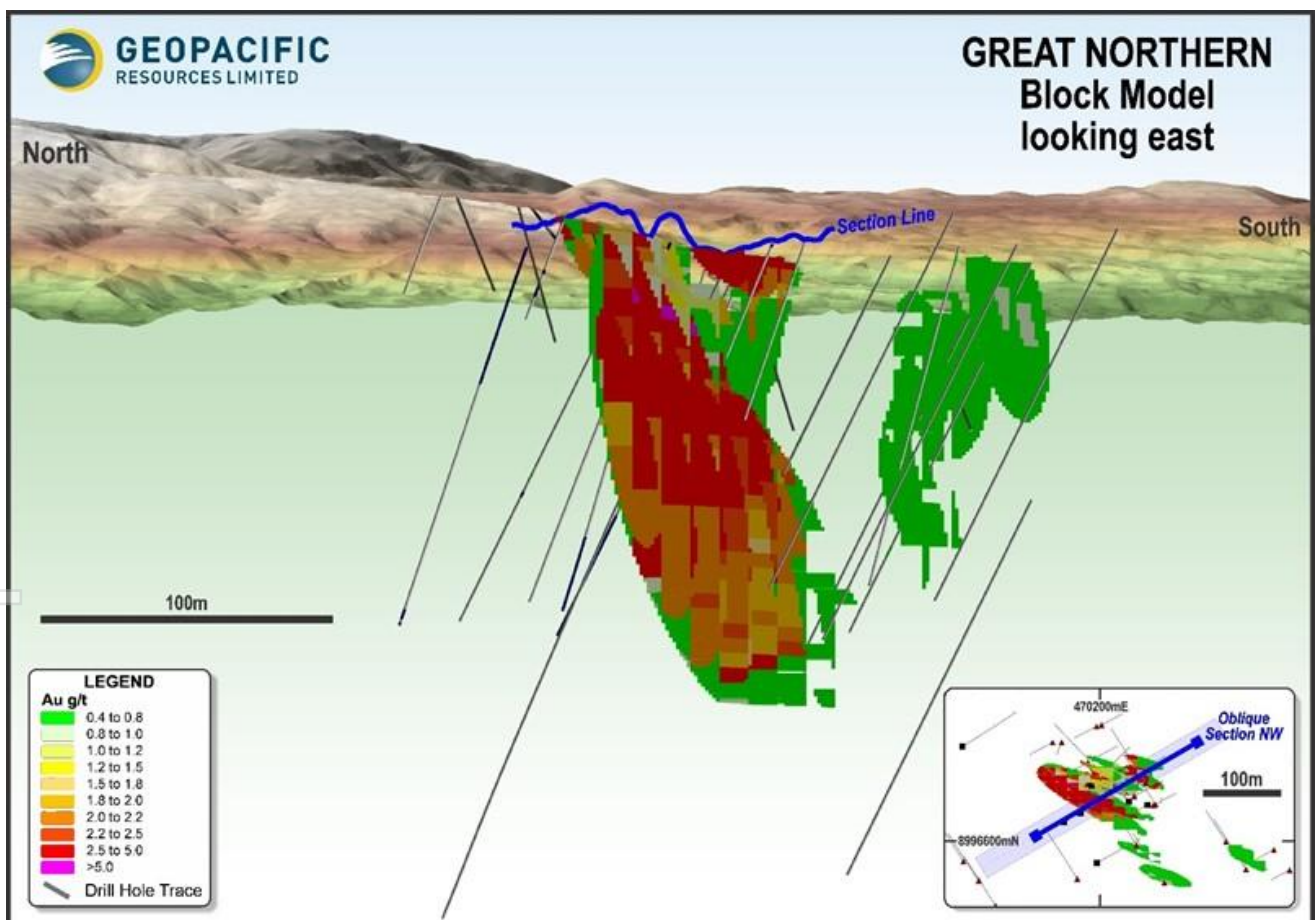 GEOPACIFIC
RESOURCES LIMITED
GREAT NORTHERN
Block Model
looking east
North
Section Line
South
100m
LEGEND
Au g/t
0.4 to 0.8
0.8 to 1.0
1.0 to 1.2
1.2 to 1.5
1.5 to 1.8
1.8 to 2.0
2.0 to 2.2
2.2 to 2.5
2.5 to 5.0
>5.0
Drill Hole Trace
470200mE
Oblique
Section NW
100m
8996600mN